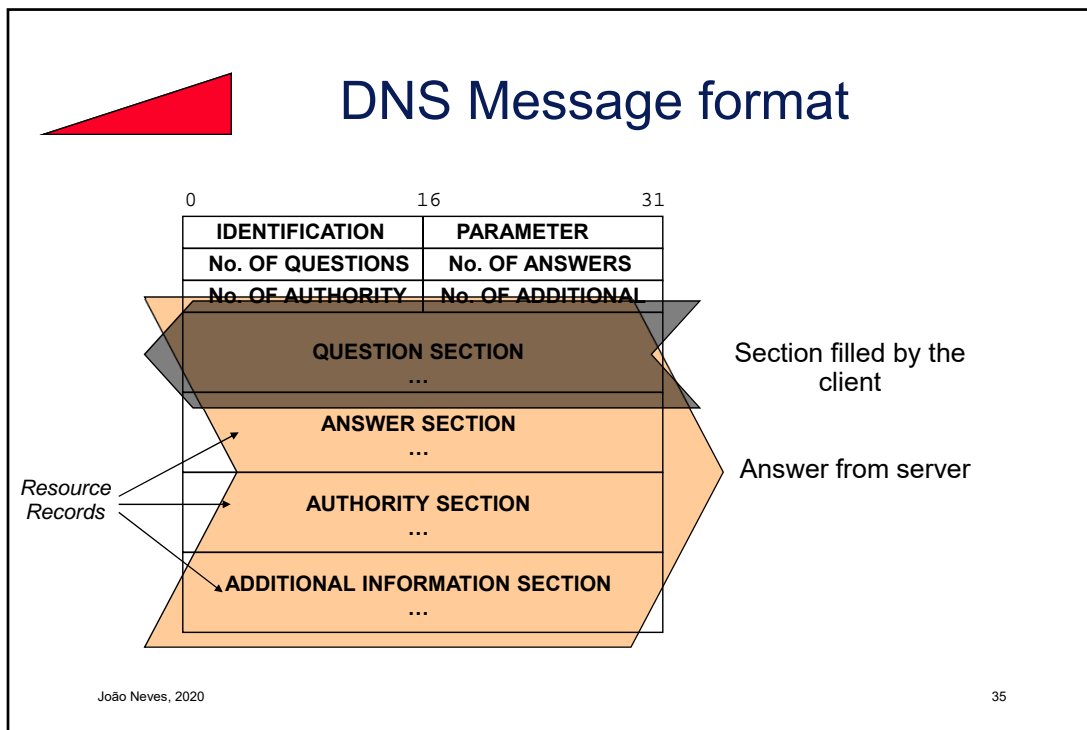 DNS Message format
0 16 31
IDENTIFICATION PARAMETER
No. OF QUESTIONS No. OF ANSWERS
No. OF AUTHORITY No. OF ADDITIONAL
QUESTION SECTION
...
Section filled by the
client
ANSWER SECTION
...
Answer from server
Resource
Records
AUTHORITY SECTION
...
ADDITIONAL INFORMATION SECTION
...
João Neves, 2020
35